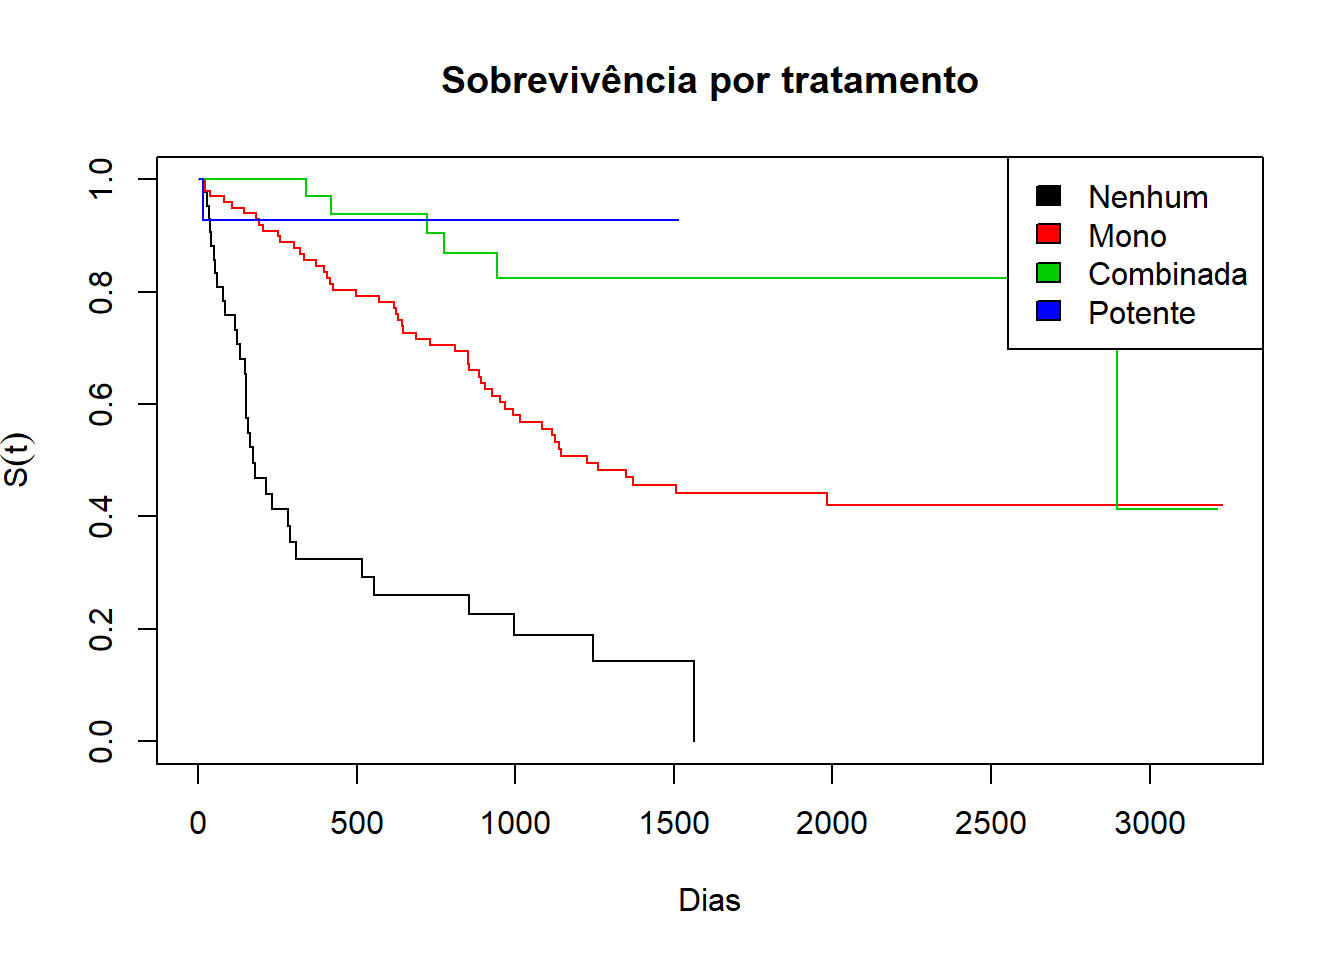 Sobrevivência por tratamento
S(t)
1.0
0.8
0.6
0.4
0.2
0.0
Nenhum
Mono
Combinada
Potente
0 500 1000 1500 2000 2500 3000
Dias